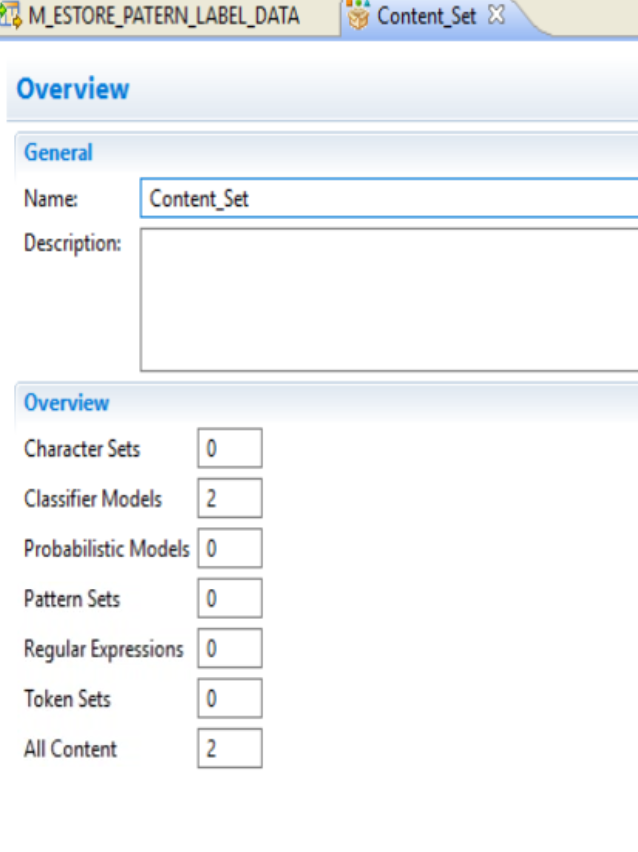 M_ESTORE_PATERN_LABEL_DATA Content_Set
Overview
General
Name: Content_Set
Description:
Overview
Character Sets 0
Classifier Models 2
Probabilistic Models 0
Pattern Sets 0
Regular Expressions 0
Token Sets 0
All Content 2